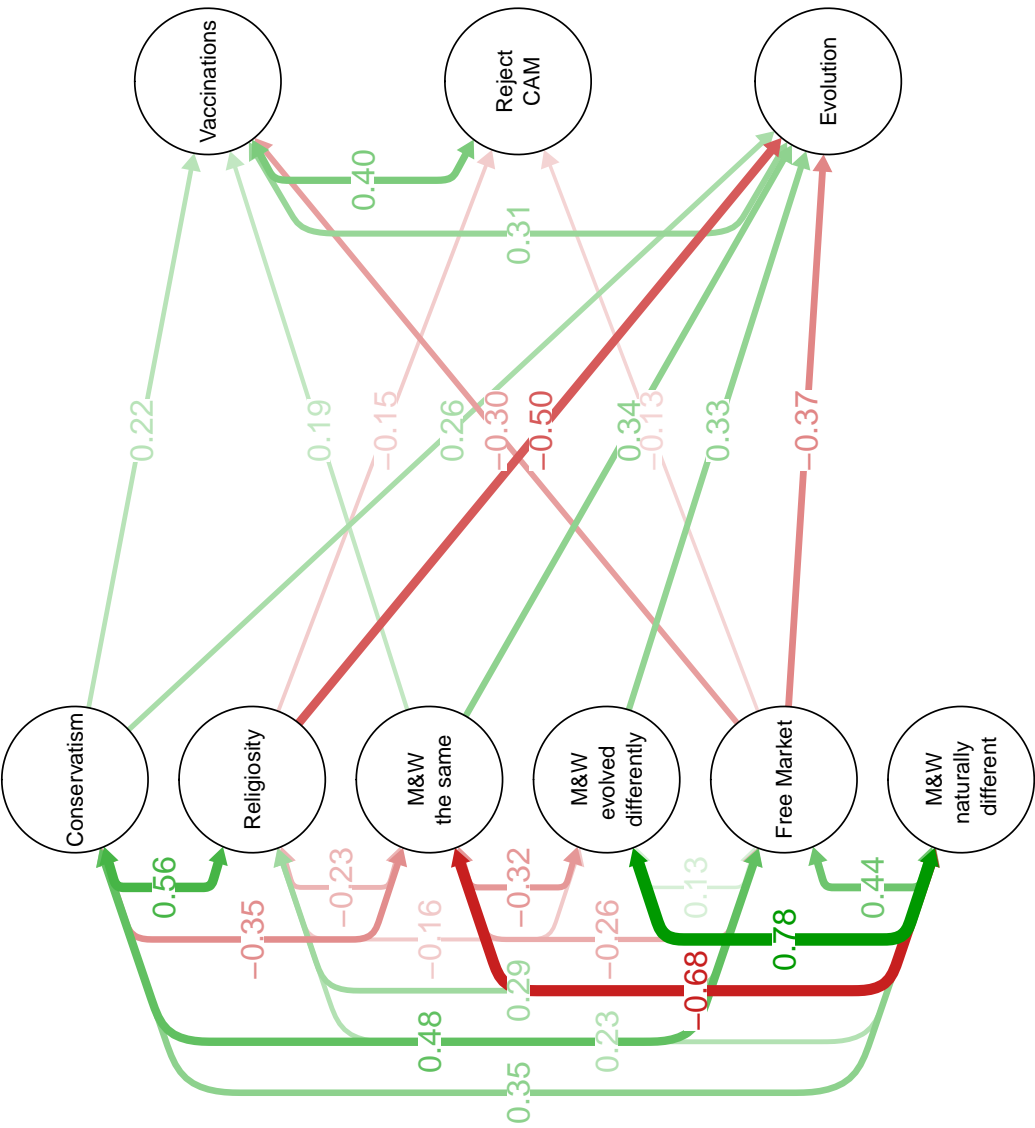 Vaccinations
Reject
CAM
Evolution
0.40
0.31
0.22
0.19
−0.15
0.26
−0.30
−0.50
0.34
−0.13
0.33
−0.37
Conservatism
Religiosity
M&W
the same
M&W
evolved
differently
Free Market
M&W
naturally
different
0.56
−0.23
−0.32
0.13
0.44
−0.35
−0.16
−0.26
0.78
0.29
−0.68
0.48
0.23
0.35